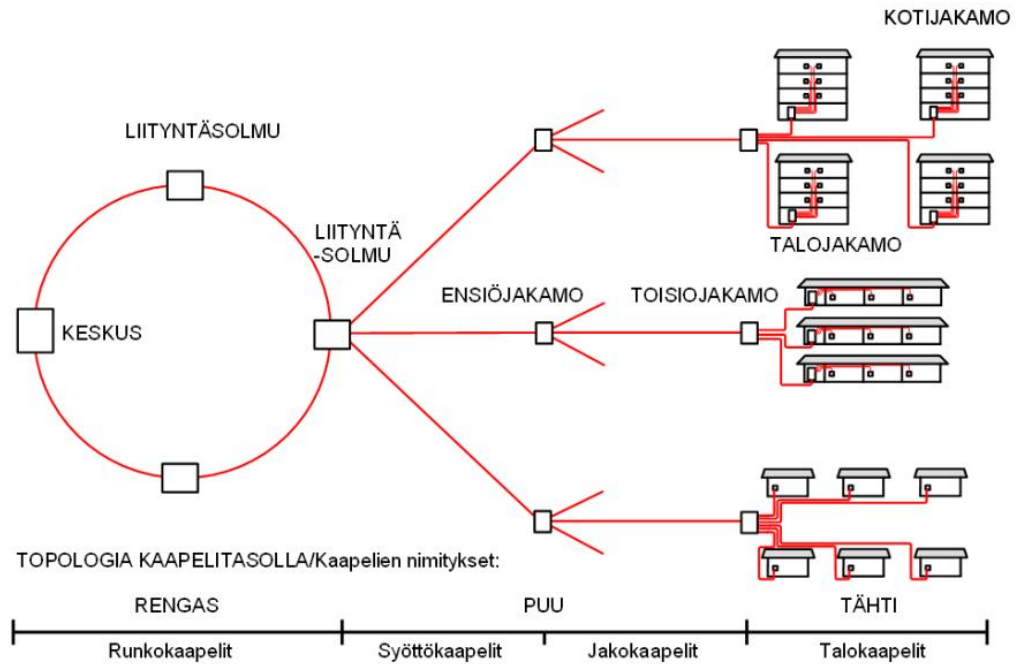 KOTIJAKAMO
LIITYNTÄSOLMU
LIITYNTÄ
-SOLMU
TALOJAKAMO
ENSIÖJAKAMO
TOISIOJAKAMO
KESKUS
TOPOLOGIA KAAPELITASOLLA/Kaapelien nimitykset:
RENGAS
PUU
TÄHTI
Runkokaapelit
Syöttökaapelit
Jakokaapelit
Talokaapelit